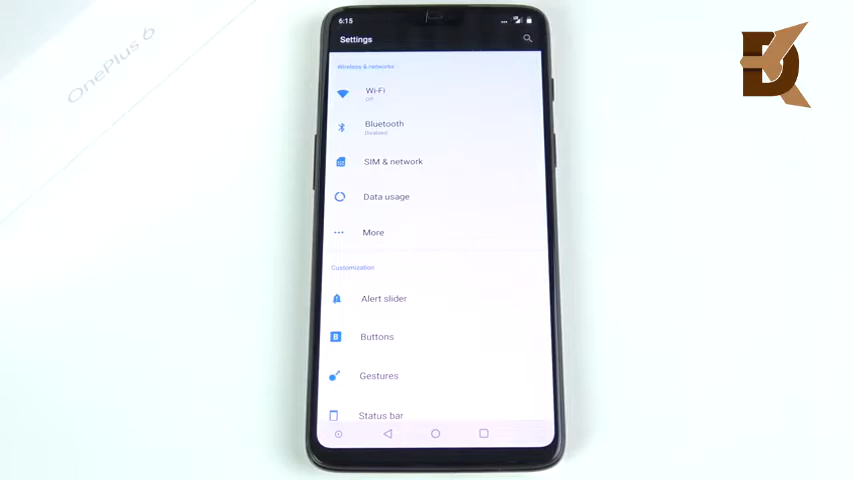 OnePlus 6
6:15
Settings
Wireless & networks
Wi-Fi
Off
Bluetooth
Disabled
SIM & network
Data usage
More
Customization
Alert slider
Buttons
Gestures
Status bar